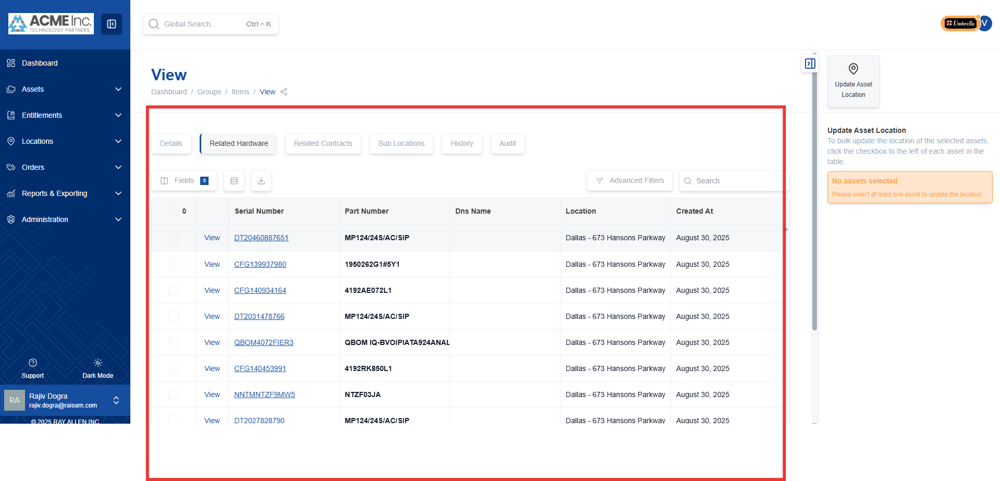 ACME Inc.
TECHNOLOGY PARTNERS
Global Search...
Ctrl ^ K
Umbrella
V
Dashboard
Assets
Entitlements
Locations
Orders
Reports & Exporting
Administration
Support
Dark Mode
RA
Rajiv Dogra
rajiv.dogra@raioam.com
© 2025 RAY ALLEN INC
View
Dashboard / Groups / Items / View
Details
Related Hardware
Related Contracts
Sub Locations
History
Audit
Fields 5
Advanced Filters
Search
0 Serial Number Part Number Dns Name Location Created At
View DT20460887651 MP124/24S/AC/SIP Dallas - 673 Hansons Parkway August 30, 2025
View CFG139937980 1950262G1#5Y1 Dallas - 673 Hansons Parkway August 30, 2025
View CFG140934164 4192AE072L1 Dallas - 673 Hansons Parkway August 30, 2025
View DT2031478766 MP124/24S/AC/SIP Dallas - 673 Hansons Parkway August 30, 2025
View QBOM4072FIER3 QBOM IQ-BVOIPIATA924ANAL Dallas - 673 Hansons Parkway August 30, 2025
View CFG140453991 4192RK850L1 Dallas - 673 Hansons Parkway August 30, 2025
View NNTMNTZF9MW5 NTZF03JA Dallas - 673 Hansons Parkway August 30, 2025
View DT2027828790 MP124/24S/AC/SIP Dallas - 673 Hansons Parkway August 30, 2025
Update Asset
Location
Update Asset Location
To bulk update the location of the selected assets,
click the checkbox to the left of each asset in the
table.
No assets selected
Please select at least one asset to update the location.